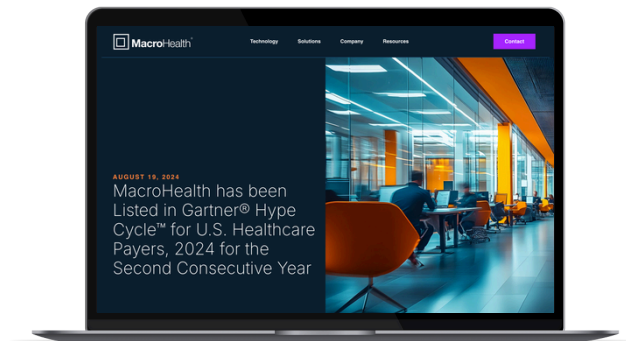 MacroHealth
Technology Solutions Company Resources Contact
AUGUST 19, 2024
MacroHealth has been
Listed in Gartner® Hype
Cycle™ for U.S. Healthcare
Payers, 2024 for the
Second Consecutive Year